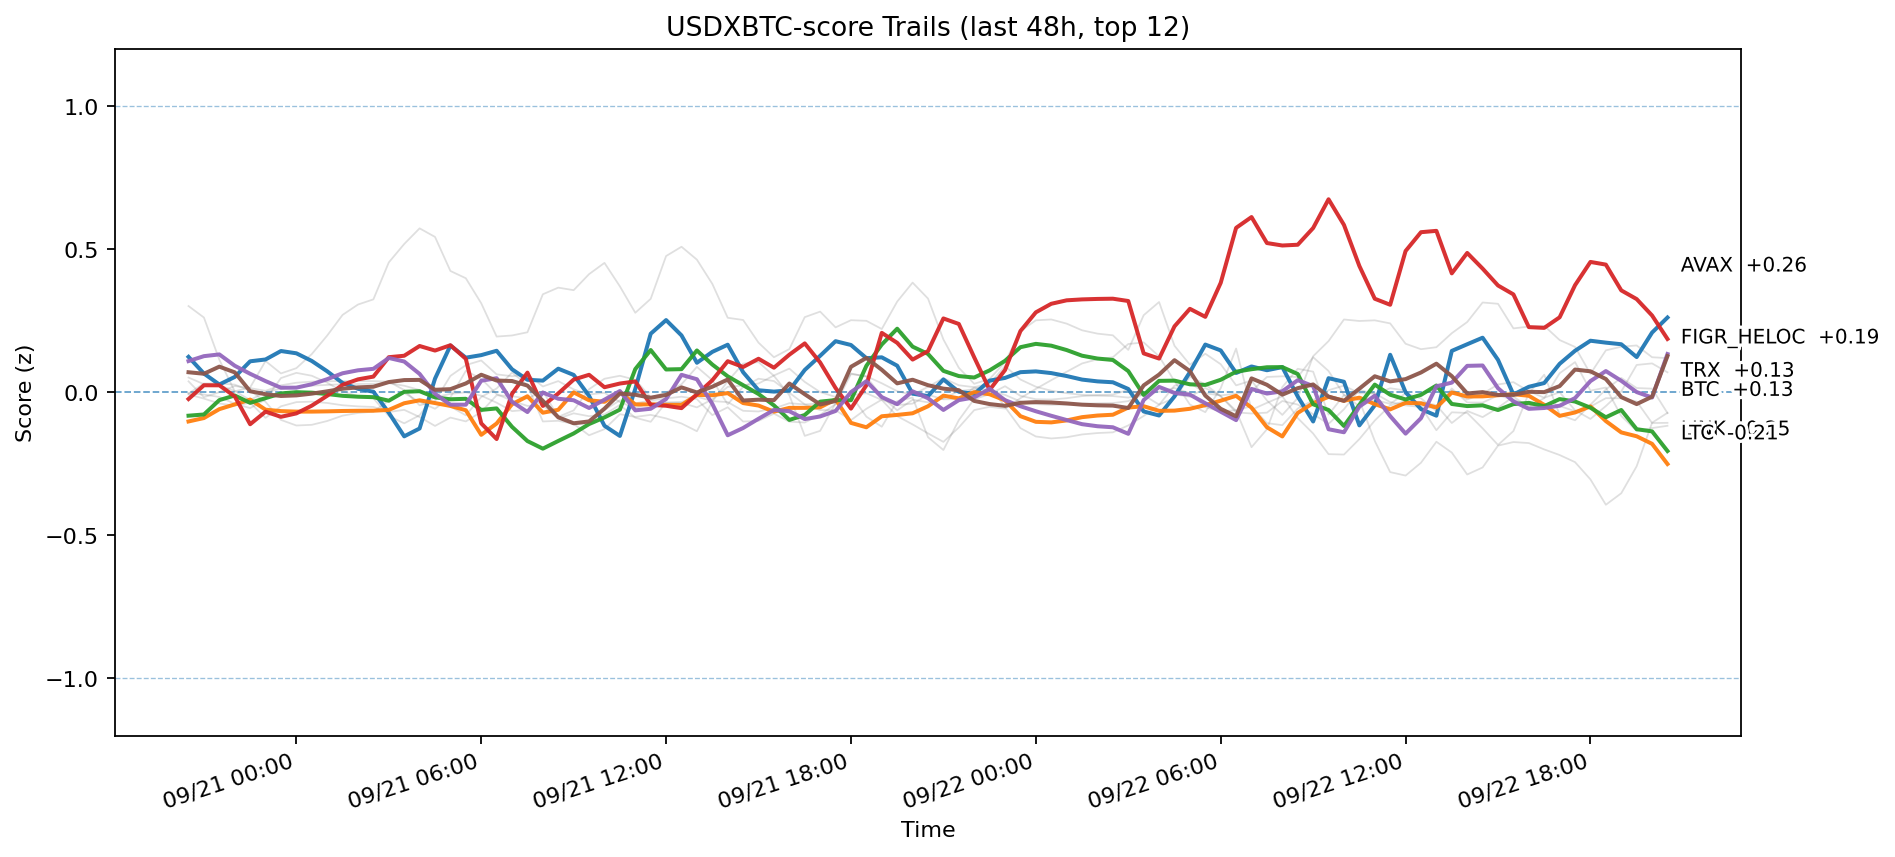 USDXBTC-score Trails (last 48h, top 12)
Score (z)
1.0
0.5
0.0
−0.5
−1.0
AVAX +0.26
FIGR_HELOC +0.19
TRX +0.13
BTC +0.13
LTC -0.21
09/21 00:00
09/21 06:00
09/21 12:00
09/21 18:00
09/22 00:00
09/22 06:00
09/22 12:00
09/22 18:00
Time